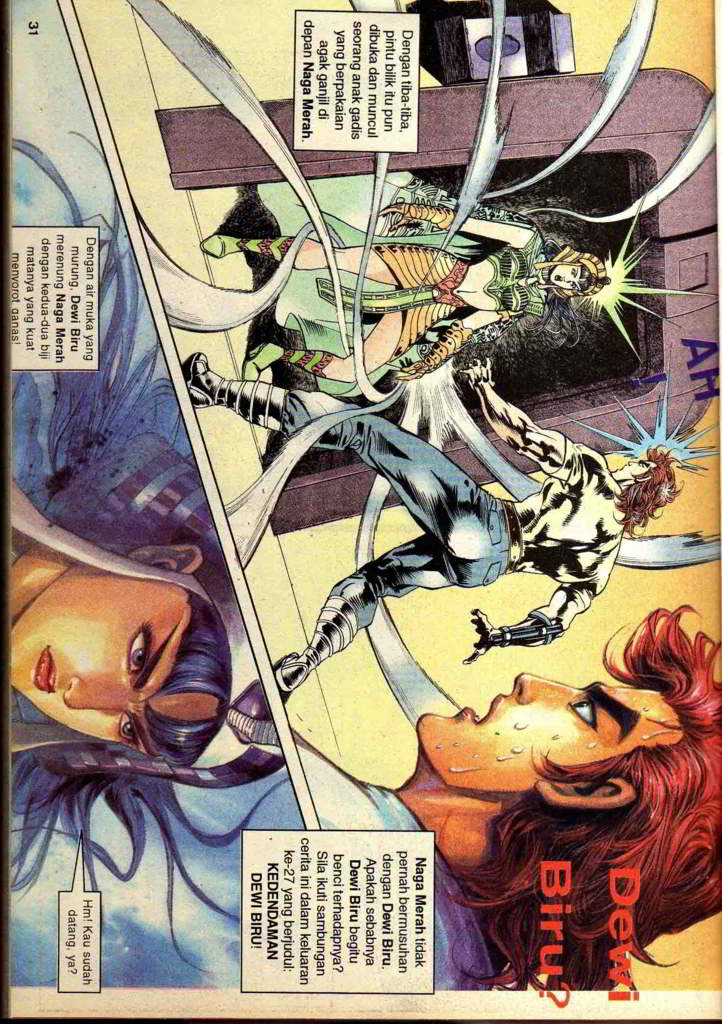 Dengan tiba-tiba,
pintu bilik itu pun
dibuka dan muncul
seorang anak gadis
yang berpakaian
agak ganjil di
depan Naga Merah.
AH
!
Dewi
Biru?
Dengan air muka yang
murung, Dewi Biru
merenung Naga Merah
dengan kedua-dua biji
matanya yang kuat
menyorot ganas!
Naga Merah tidak
pernah bermusuhan
dengan Dewi Biru.
Apakah sebabnya
Dewi Biru begitu
benci terhadapnya?
Sila ikuti sambungan
cerita ini dalam keluaran
ke-27 yang berjudul:
KEDENDAMAN
DEWI BIRU!
Hm! Kau sudah
datang, ya?
31